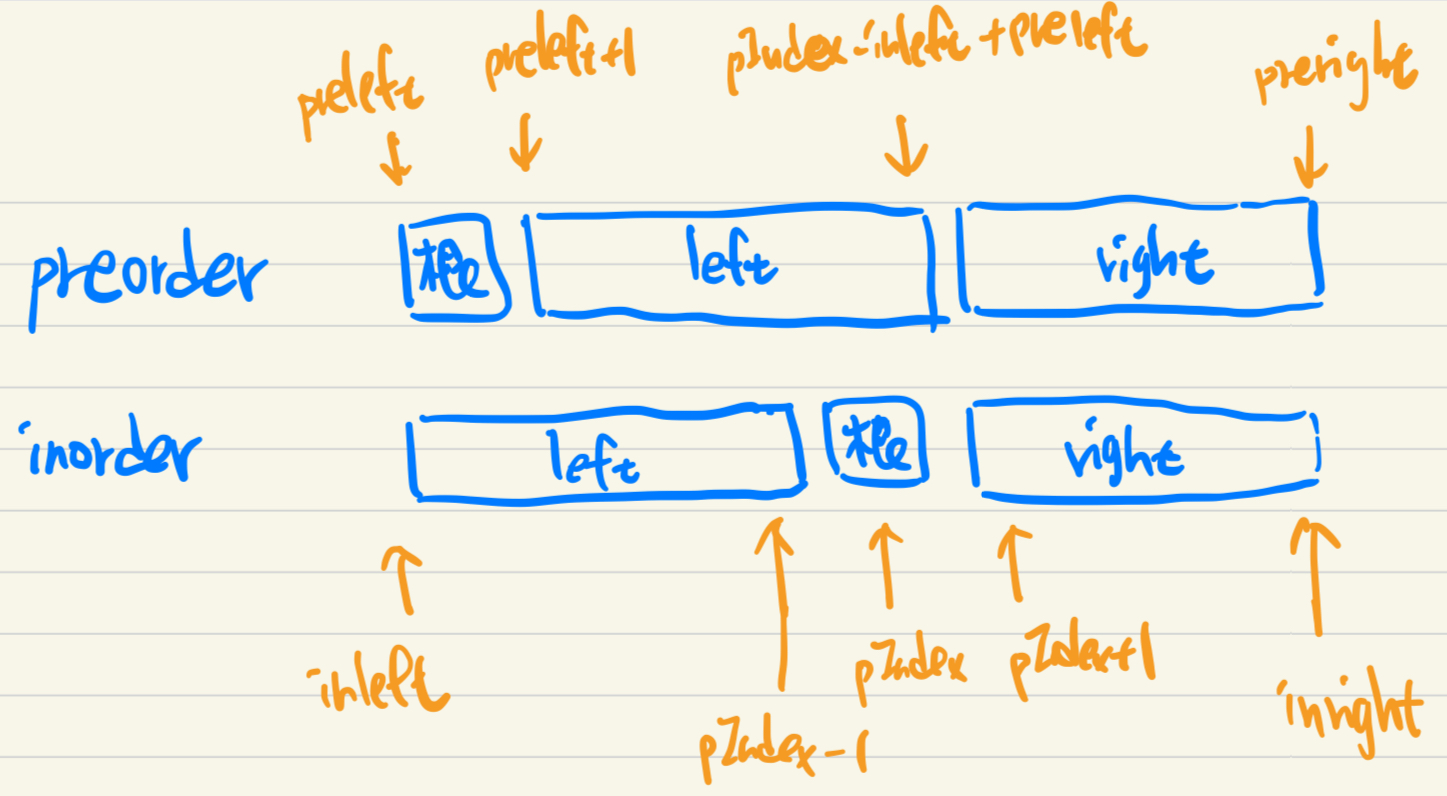 preleft preleft+1 pIndex-inleft+preleft preright
preorder 根 left right
inorder left 根 right
inleft pIndex-1 pIndex pIndex+1 inright